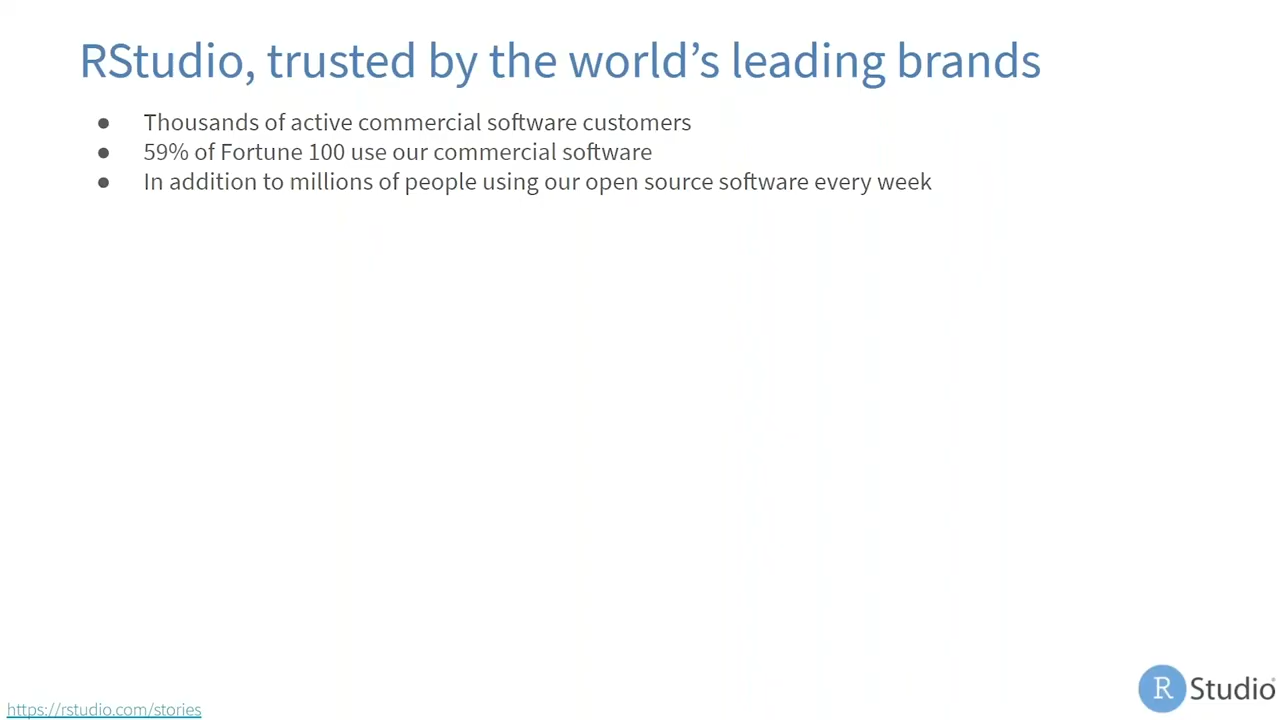 RStudio, trusted by the world’s leading brands
● Thousands of active commercial software customers
● 59% of Fortune 100 use our commercial software
● In addition to millions of people using our open source software every week
R Studio®
https://rstudio.com/stories